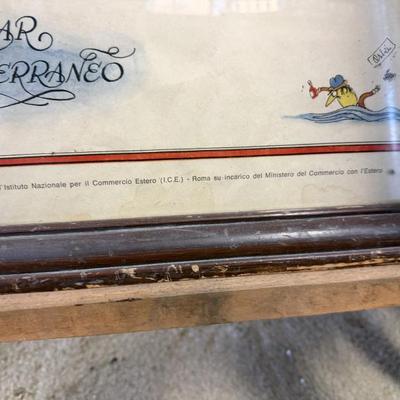 AR
ERRANEO
l'Istituto Nazionale per il Commercio Estero (I.C.E.) - Roma su incarico del Ministero del Commercio con l'Estero